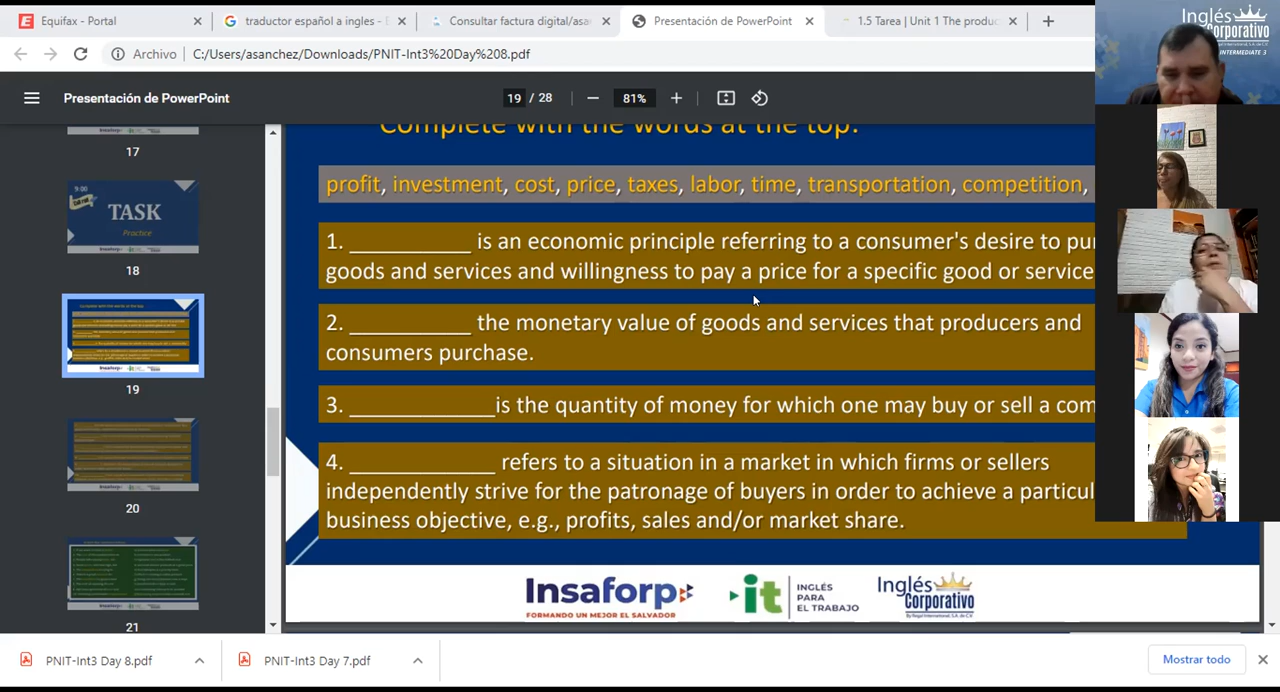 Equifax - Portal
traductor español a ingles - B
Consultar factura digital/asa
Presentación de PowerPoint
1.5 Tarea | Unit 1 The produc
Archivo
C:/Users/asanchez/Downloads/PNIT-Int3%20Day%208.pdf
Presentación de PowerPoint
19 / 28
81%
Inglés
Corporativo
INTERMEDIATE 3
17
9:00
TASK
Practice
18
19
20
21
Complete with the words at the top.
profit, investment, cost, price, taxes, labor, time, transportation, competition,
1. __________ is an economic principle referring to a consumer's desire to pu
goods and services and willingness to pay a price for a specific good or service
2. __________ the monetary value of goods and services that producers and
consumers purchase.
3. ____________is the quantity of money for which one may buy or sell a com
4. ____________ refers to a situation in a market in which firms or sellers
independently strive for the patronage of buyers in order to achieve a particul
business objective, e.g., profits, sales and/or market share.
Insaforp
FORMANDO UN MEJOR EL SALVADOR
it
INGLÉS
PARA
EL TRABAJO
Inglés
Corporativo
By Regal International, S.A. de C.V.
PNIT-Int3 Day 8.pdf
PNIT-Int3 Day 7.pdf
Mostrar todo